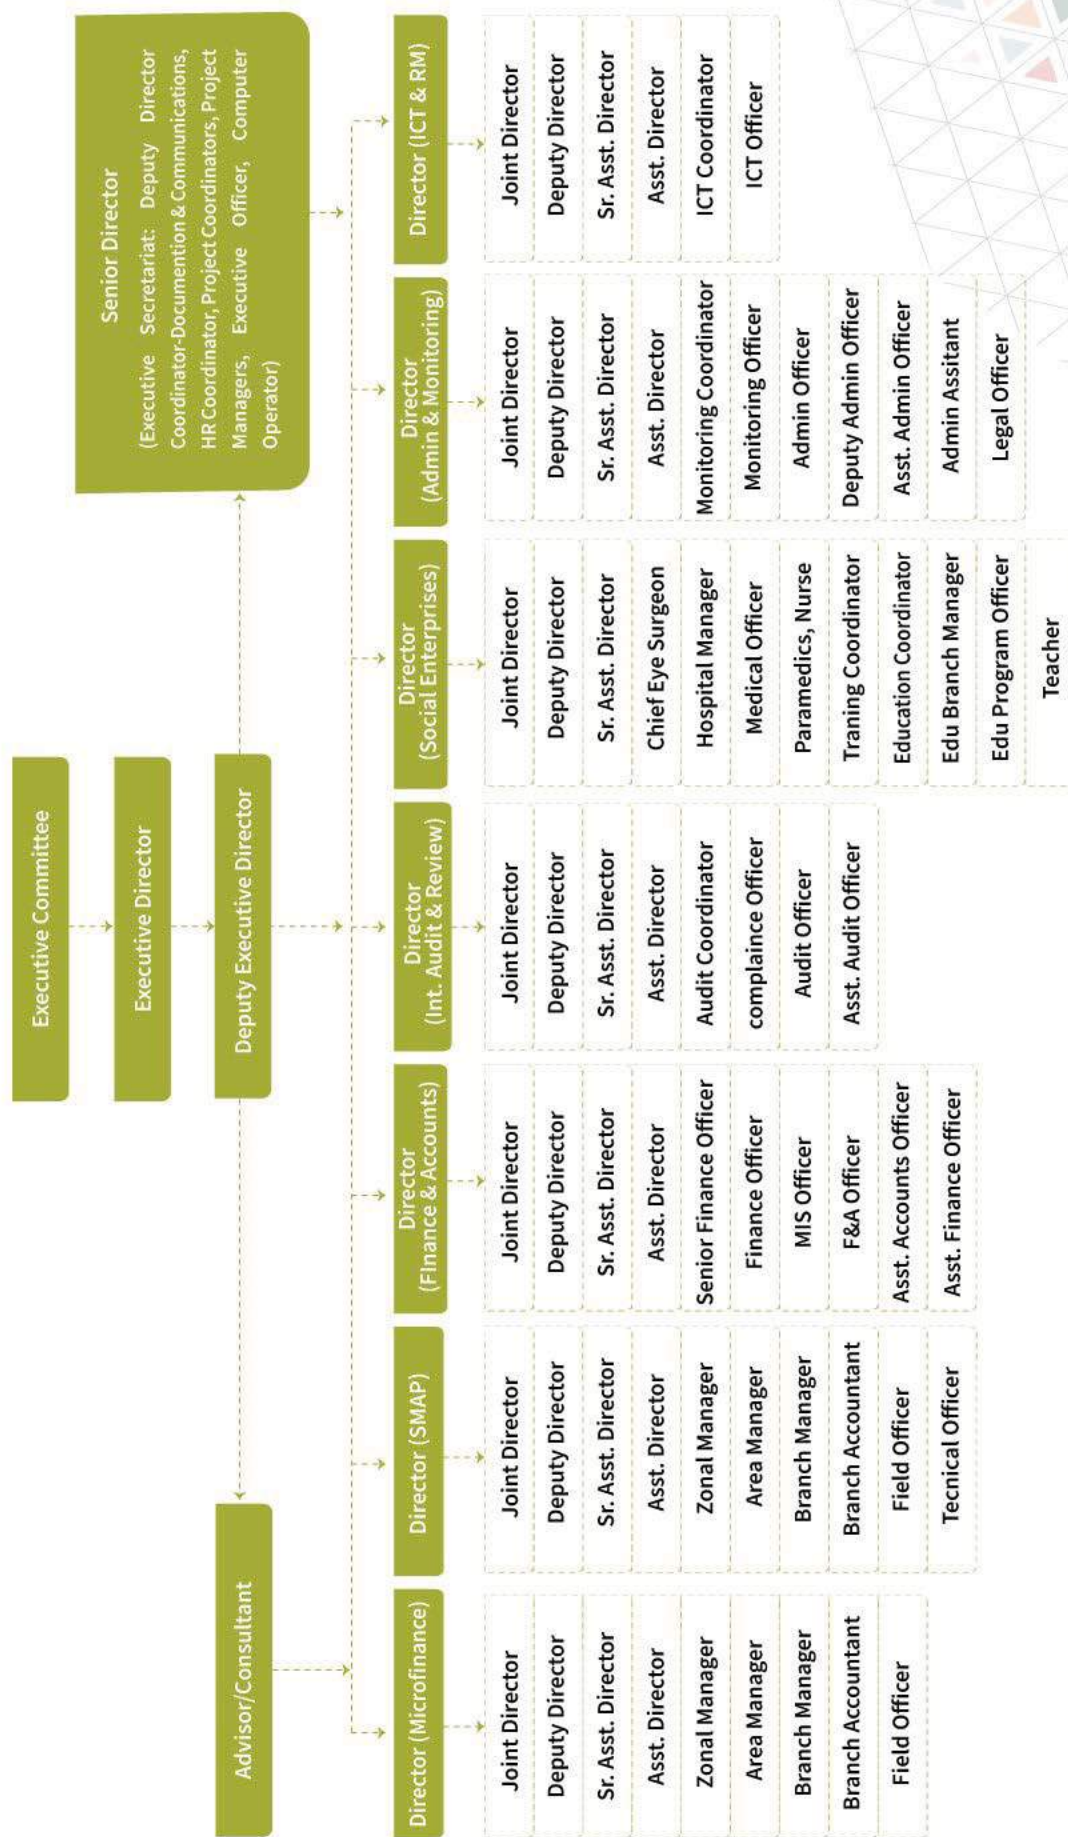 Executive Committee
Executive Director
Deputy Executive Director
Advisor/Consultant
Senior Director
(Executive Secretariat: Deputy Director
Coordinator-Documention & Communications,
HR Coordinator, Project Coordinators, Project
Managers, Executive Officer, Computer
Operator)
Director (Microfinance)
Joint Director
Deputy Director
Sr. Asst. Director
Asst. Director
Zonal Manager
Area Manager
Branch Manager
Branch Accountant
Field Officer
Director (SMAP)
Joint Director
Deputy Director
Sr. Asst. Director
Asst. Director
Zonal Manager
Area Manager
Branch Manager
Branch Accountant
Field Officer
Tecnical Officer
Director
(FInance & Accounts)
Joint Director
Deputy Director
Sr. Asst. Director
Asst. Director
Senior Finance Officer
Finance Officer
MIS Officer
F&A Officer
Asst. Accounts Officer
Asst. Finance Officer
Director
(Int. Audit & Review)
Joint Director
Deputy Director
Sr. Asst. Director
Asst. Director
Audit Coordinator
complaince Officer
Audit Officer
Asst. Audit Officer
Director
(Social Enterprises)
Joint Director
Deputy Director
Sr. Asst. Director
Chief Eye Surgeon
Hospital Manager
Medical Officer
Paramedics, Nurse
Traning Coordinator
Education Coordinator
Edu Branch Manager
Edu Program Officer
Teacher
Director
(Admin & Monitoring)
Joint Director
Deputy Director
Sr. Asst. Director
Asst. Director
Monitoring Coordinator
Monitoring Officer
Admin Officer
Deputy Admin Officer
Asst. Admin Officer
Admin Assitant
Legal Officer
Director (ICT & RM)
Joint Director
Deputy Director
Sr. Asst. Director
Asst. Director
ICT Coordinator
ICT Officer